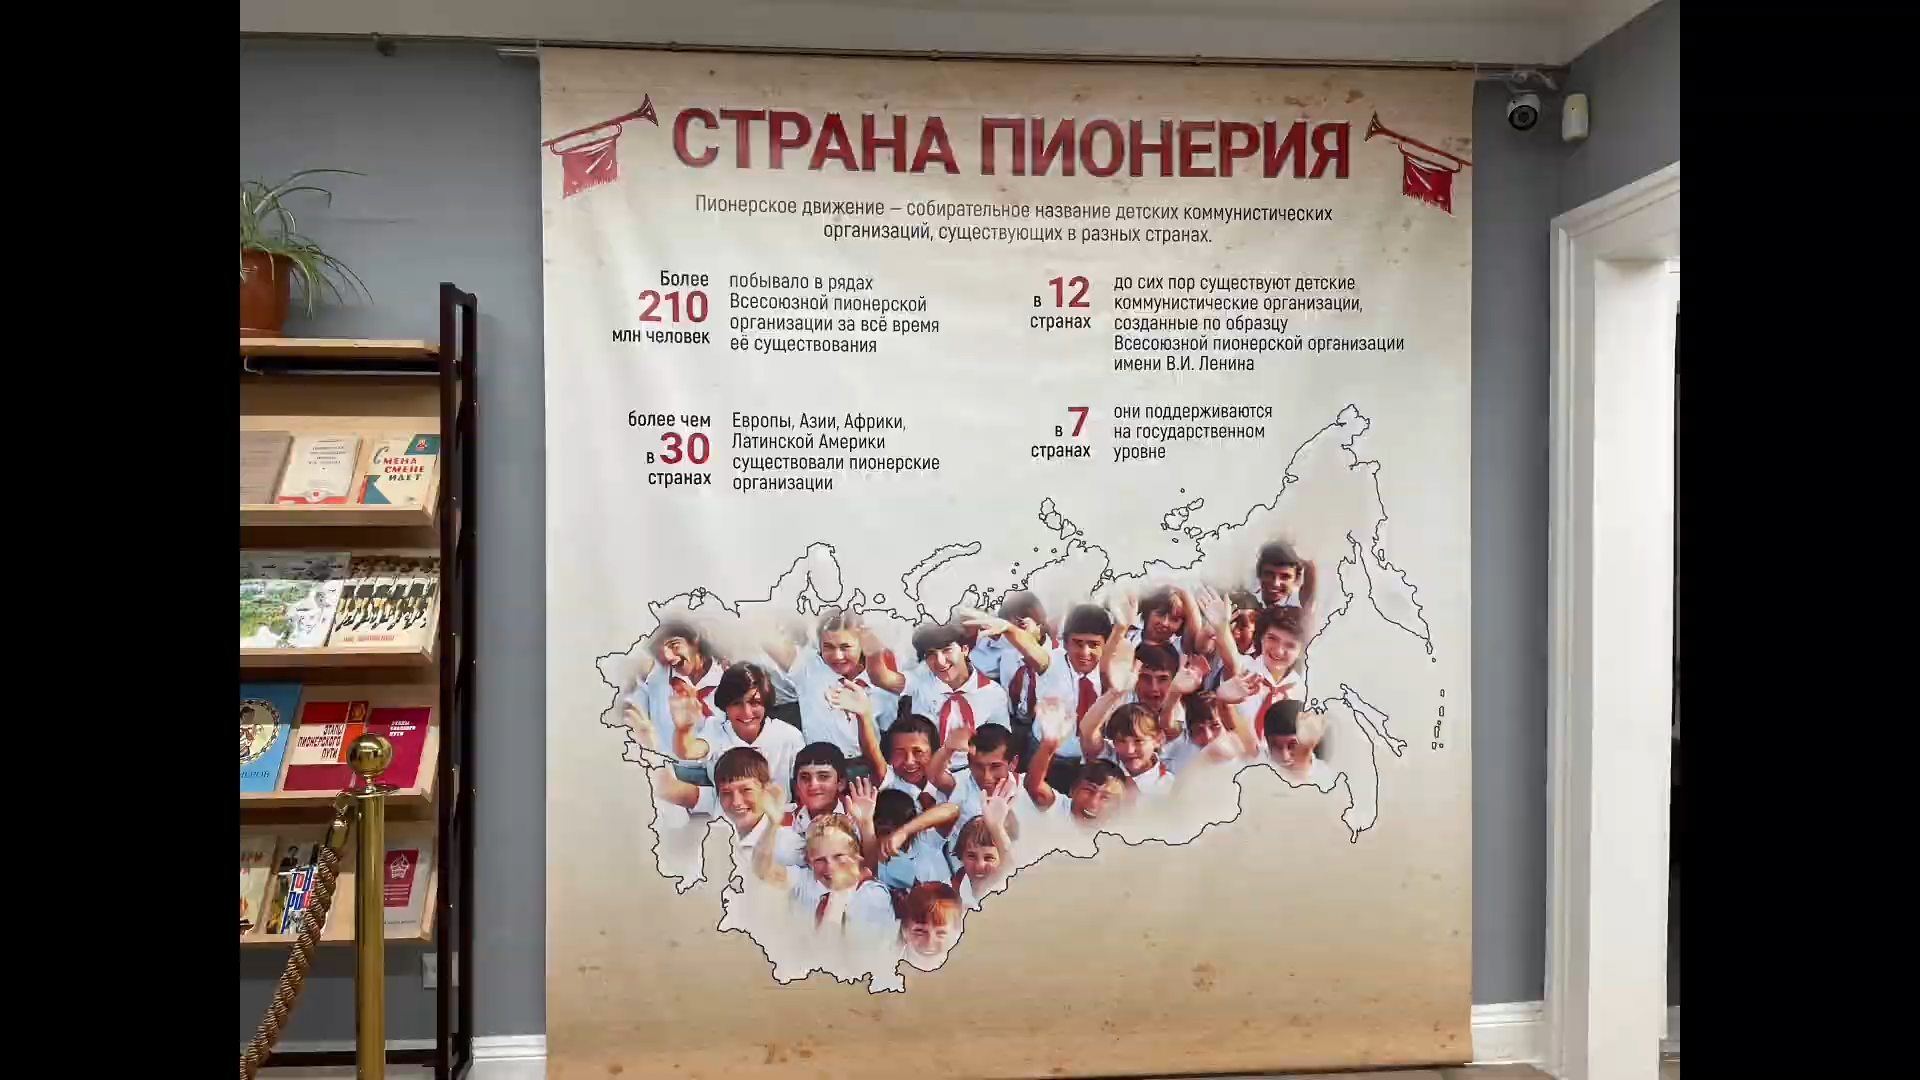 СТРАНА ПИОНЕРИЯ
Пионерское движение – собирательное название детских коммунистических
организаций, существующих в разных странах.
Более
210
млн человек
побывало в рядах
Всесоюзной пионерской
организации за всё время
её существования
в 12
странах
до сих пор существуют детские
коммунистические организации,
созданные по образцу
Всесоюзной пионерской организации
имени В.И. Ленина
более чем
в 30
странах
Европы, Азии, Африки,
Латинской Америки
существовали пионерские
организации
в 7
странах
они поддерживаются
на государственном
уровне
СМЕНА
СМЕНЕ
ИДЕТ
ЭТАПЫ
ПИОНЕРСКОГО
ПУТИ